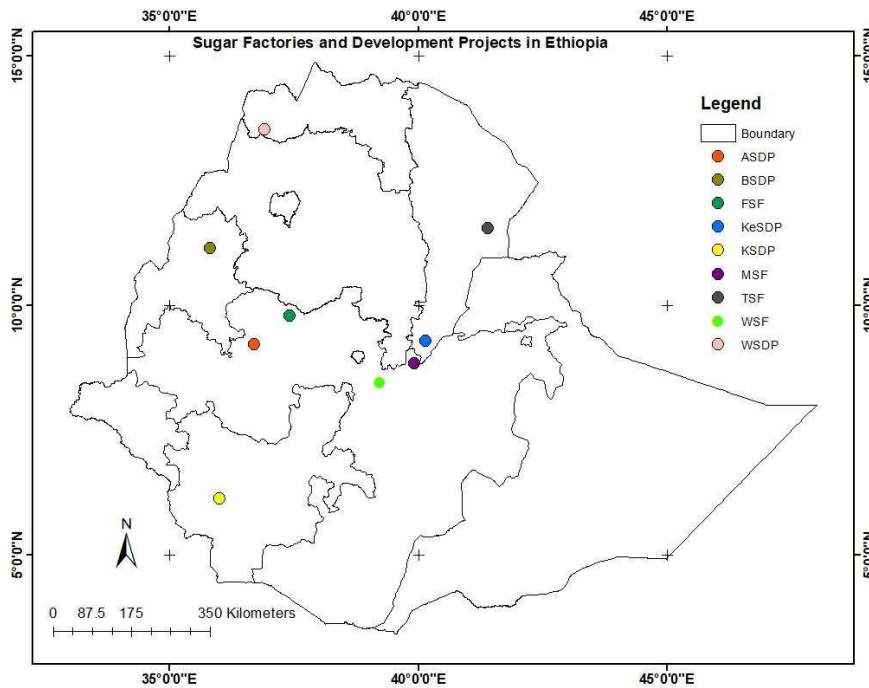 35°0'0"E 40°0'0"E 45°0'0"E
Sugar Factories and Development Projects in Ethiopia
15°0'0"N 15°0'0"N
Legend
Boundary
ASDP
BSDP
FSF
KeSDP
KSDP
MSF
TSF
WSF
WSDP
10°0'0"N 10°0'0"N
N
5°0'0"N 5°0'0"N
0 87.5 175 350 Kilometers
35°0'0"E 40°0'0"E 45°0'0"E